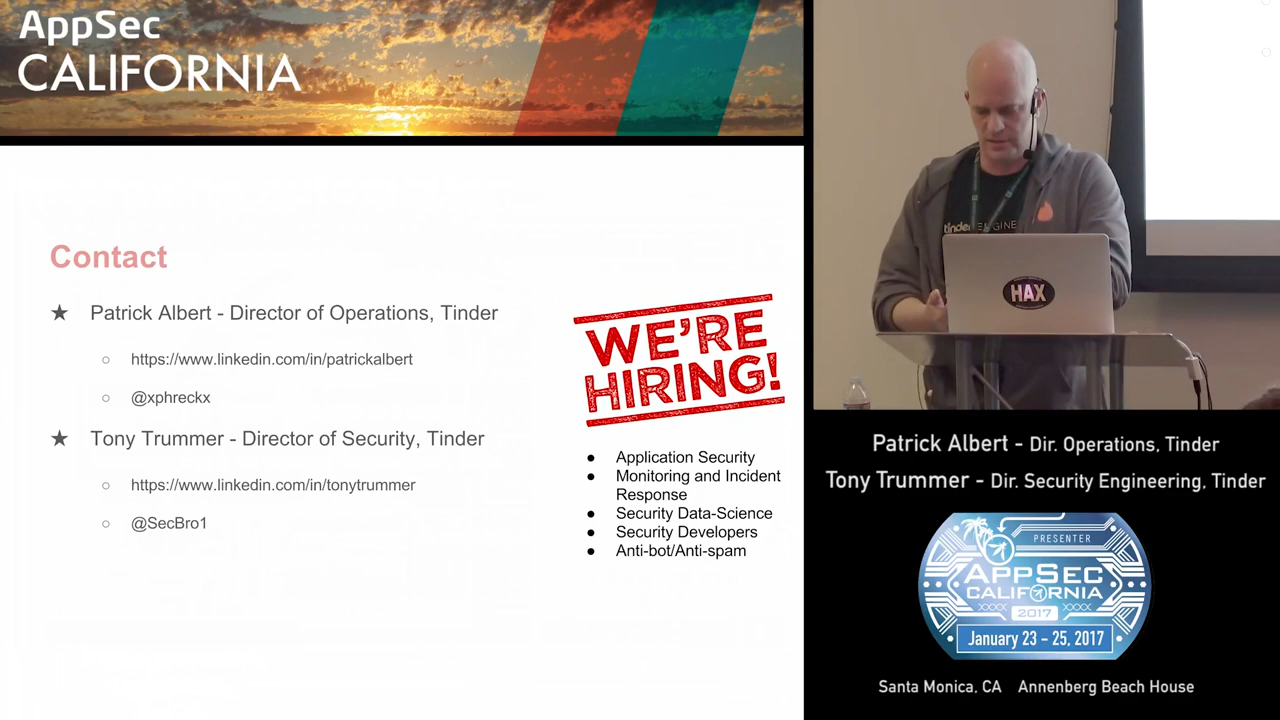 AppSec
CALIFORNIA
Contact
★ Patrick Albert - Director of Operations, Tinder
○ https://www.linkedin.com/in/patrickalbert
○ @xphreckx
★ Tony Trummer - Director of Security, Tinder
○ https://www.linkedin.com/in/tonytrummer
○ @SecBro1
WE'RE
HIRING!
● Application Security
● Monitoring and Incident
Response
● Security Data-Science
● Security Developers
● Anti-bot/Anti-spam
HAX
Patrick Albert - Dir. Operations, Tinder
Tony Trummer - Dir. Security Engineering, Tinder
PRESENTER
APPSEC
CALIFORNIA
XXXX 2017 XXXX
January 23 - 25, 2017
Santa Monica, CA Annenberg Beach House